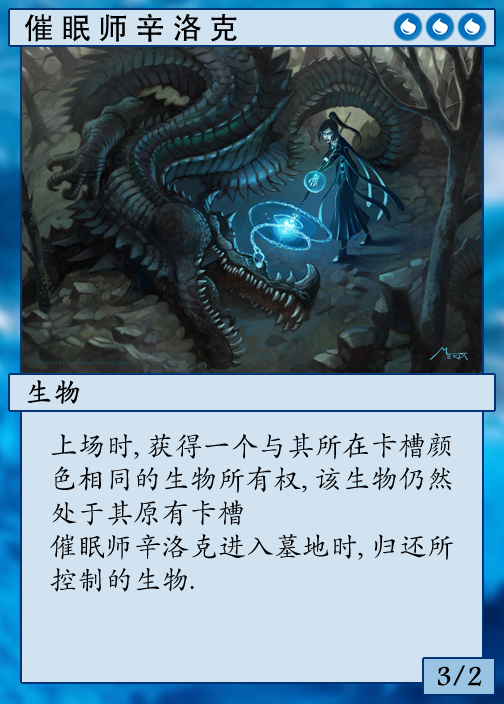 催眠师辛洛克
MERDX
生物
上场时, 获得一个与其所在卡槽颜
色相同的生物所有权, 该生物仍然
处于其原有卡槽
催眠师辛洛克进入墓地时, 归还所
控制的生物.
3/2